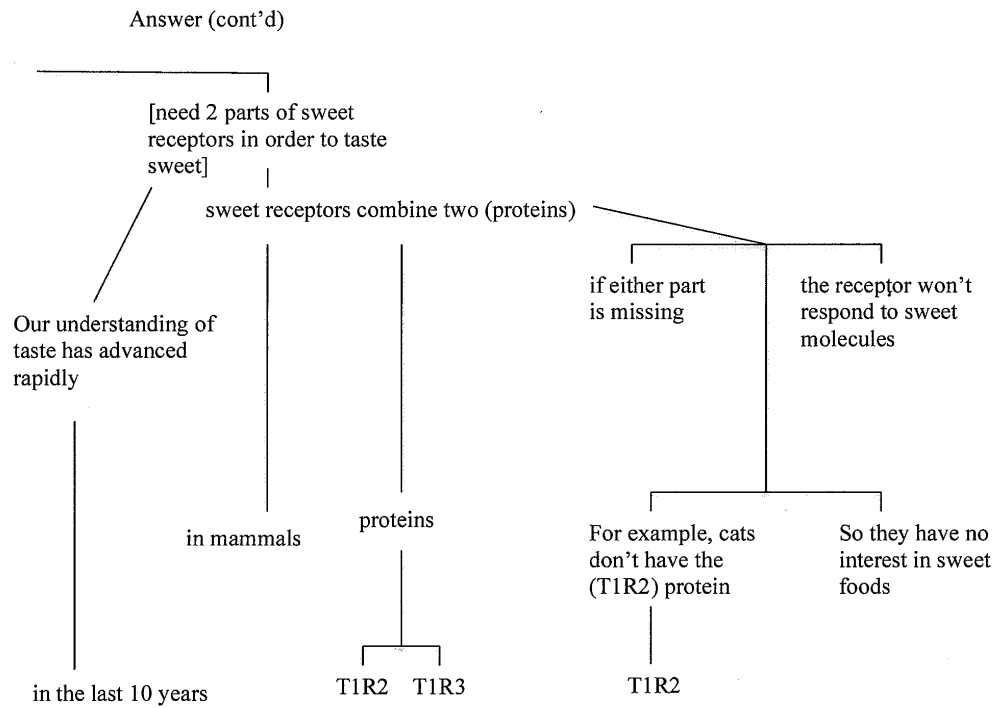 Answer (cont’d)
[need 2 parts of sweet
receptors in order to taste
sweet]
sweet receptors combine two (proteins)
if either part
is missing
the receptor won’t
respond to sweet
molecules
Our understanding of
taste has advanced
rapidly
in mammals
proteins
For example, cats
don’t have the
(T1R2) protein
So they have no
interest in sweet
foods
in the last 10 years
T1R2
T1R3
T1R2